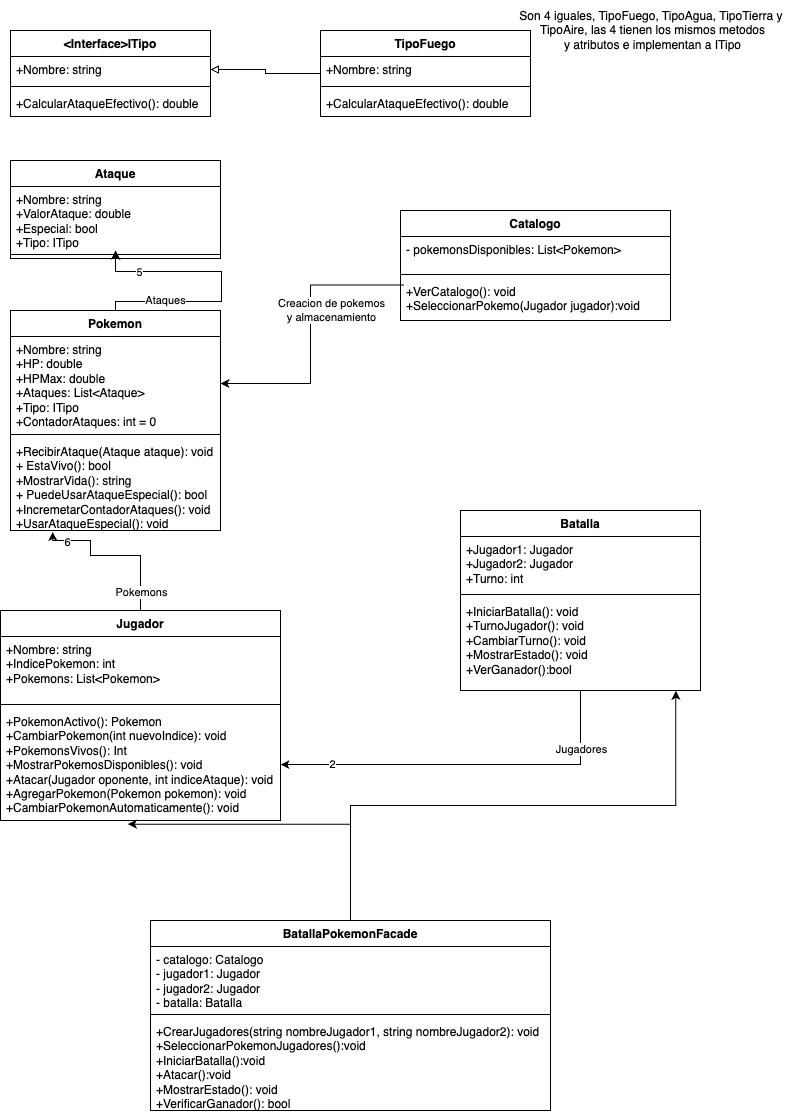 Son 4 iguales, TipoFuego, TipoAgua, TipoTierra y
TipoAire, las 4 tienen los mismos metodos
y atributos e implementan a ITipo
<Interface>ITipo
+Nombre: string
+CalcularAtaqueEfectivo(): double
TipoFuego
+Nombre: string
+CalcularAtaqueEfectivo(): double
Ataque
+Nombre: string
+ValorAtaque: double
+Especial: bool
+Tipo: ITipo
5
Ataques
Catalogo
- pokemonsDisponibles: List<Pokemon>
+VerCatalogo(): void
+SeleccionarPokemo(Jugador jugador):void
Creacion de pokemos
y almacenamiento
Pokemon
+Nombre: string
+HP: double
+HPMax: double
+Ataques: List<Ataque>
+Tipo: ITipo
+ContadorAtaques: int = 0
+RecibirAtaque(Ataque ataque): void
+ EstaVivo(): bool
+MostrarVida(): string
+ PuedeUsarAtaqueEspecial(): bool
+IncremetarContadorAtaques(): void
+UsarAtaqueEspecial(): void
6
Pokemons
Batalla
+Jugador1: Jugador
+Jugador2: Jugador
+Turno: int
+IniciarBatalla(): void
+TurnoJugador(): void
+CambiarTurno(): void
+MostrarEstado(): void
+VerGanador():bool
Jugador
+Nombre: string
+IndicePokemon: int
+Pokemons: List<Pokemon>
+PokemonActivo(): Pokemon
+CambiarPokemon(int nuevoIndice): void
+PokemonsVivos(): Int
+MostrarPokemosDisponibles(): void
+Atacar(Jugador oponente, int indiceAtaque): void
+AgregarPokemon(Pokemon pokemon): void
+CambiarPokemonAutomaticamente(): void
Jugadores
2
BatallaPokemonFacade
- catalogo: Catalogo
- jugador1: Jugador
- jugador2: Jugador
- batalla: Batalla
+CrearJugadores(string nombreJugador1, string nombreJugador2): void
+SeleccionarPokemonJugadores():void
+IniciarBatalla():void
+Atacar():void
+MostrarEstado(): void
+VerificarGanador(): bool